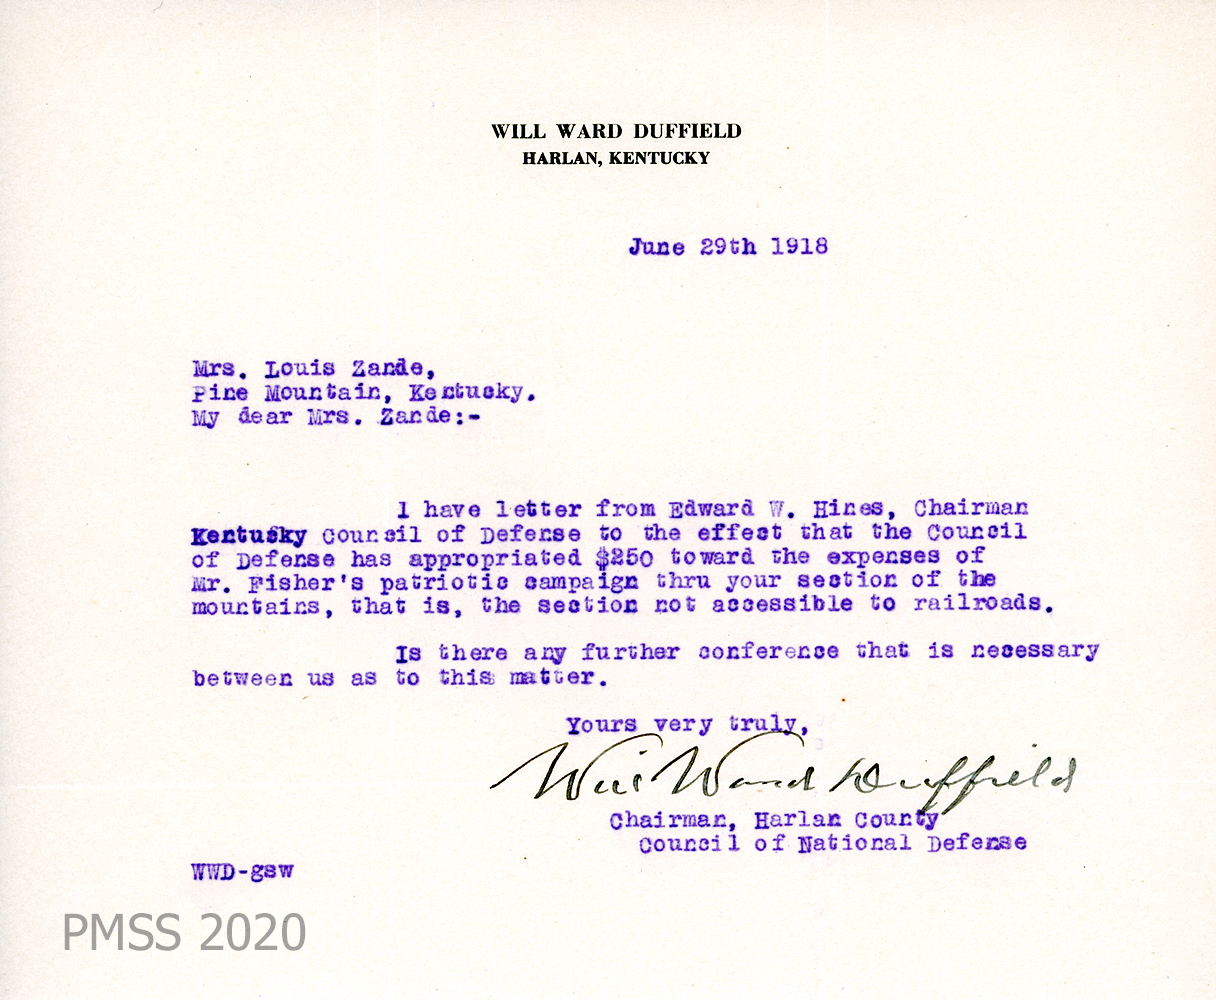 WILL WARD DUFFIELD
HARLAN, KENTUCKY
June 29th 1918
Mrs. Louis Zande,
Pine Mountain, Kentucky.
My dear Mrs. Zande:-
I have letter from Edward W. Hines, Chairman
Kentusky Council of Defense to the effect that the Council
of Defense has appropriated $250 toward the expenses of
Mr. Fisher's patriotic campaign thru your section of the
mountains, that is, the section not accessible to railroads.
Is there any further conference that is necessary
between us as to this matter.
Yours very truly,
Will Ward Duffield
Chairman, Harlan County
Council of National Defense
WWD-gsw
PMSS 2020